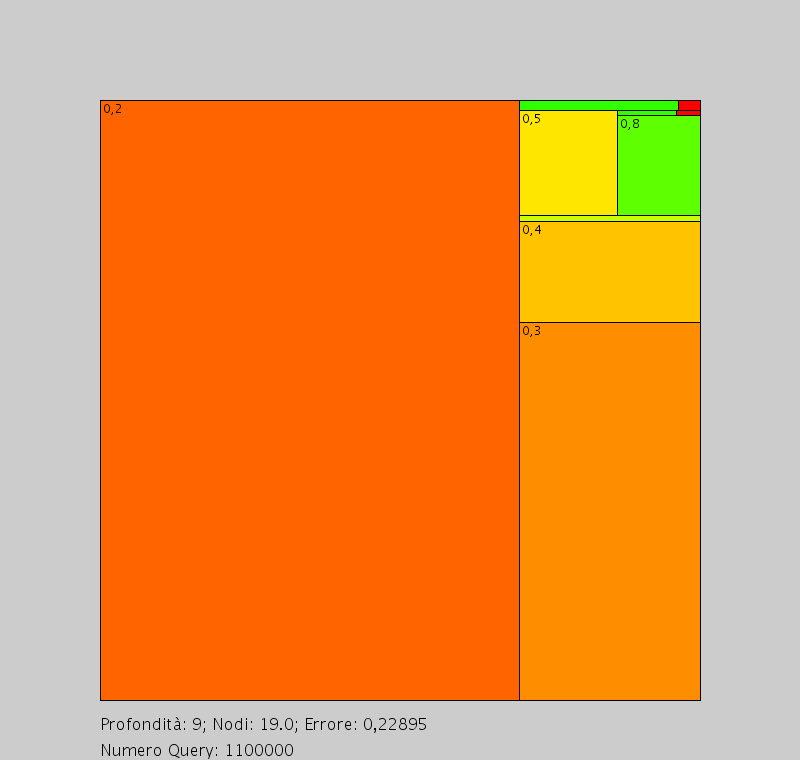 0,2
0,5
0,8
0,4
0,3
Profondità: 9; Nodi: 19.0; Errore: 0,22895
Numero Query: 1100000